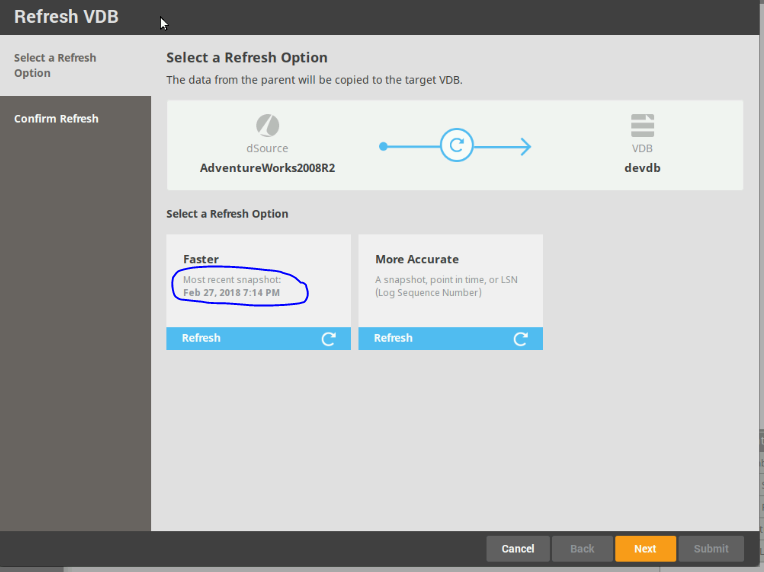 Refresh VDB
Select a Refresh
Option
Confirm Refresh
Select a Refresh Option
The data from the parent will be copied to the target VDB.
dSource
AdventureWorks2008R2
VDB
devdb
Select a Refresh Option
Faster
Most recent snapshot:
Feb 27, 2018 7:14 PM
Refresh
More Accurate
A snapshot, point in time, or LSN
(Log Sequence Number)
Refresh
Cancel
Back
Next
Submit